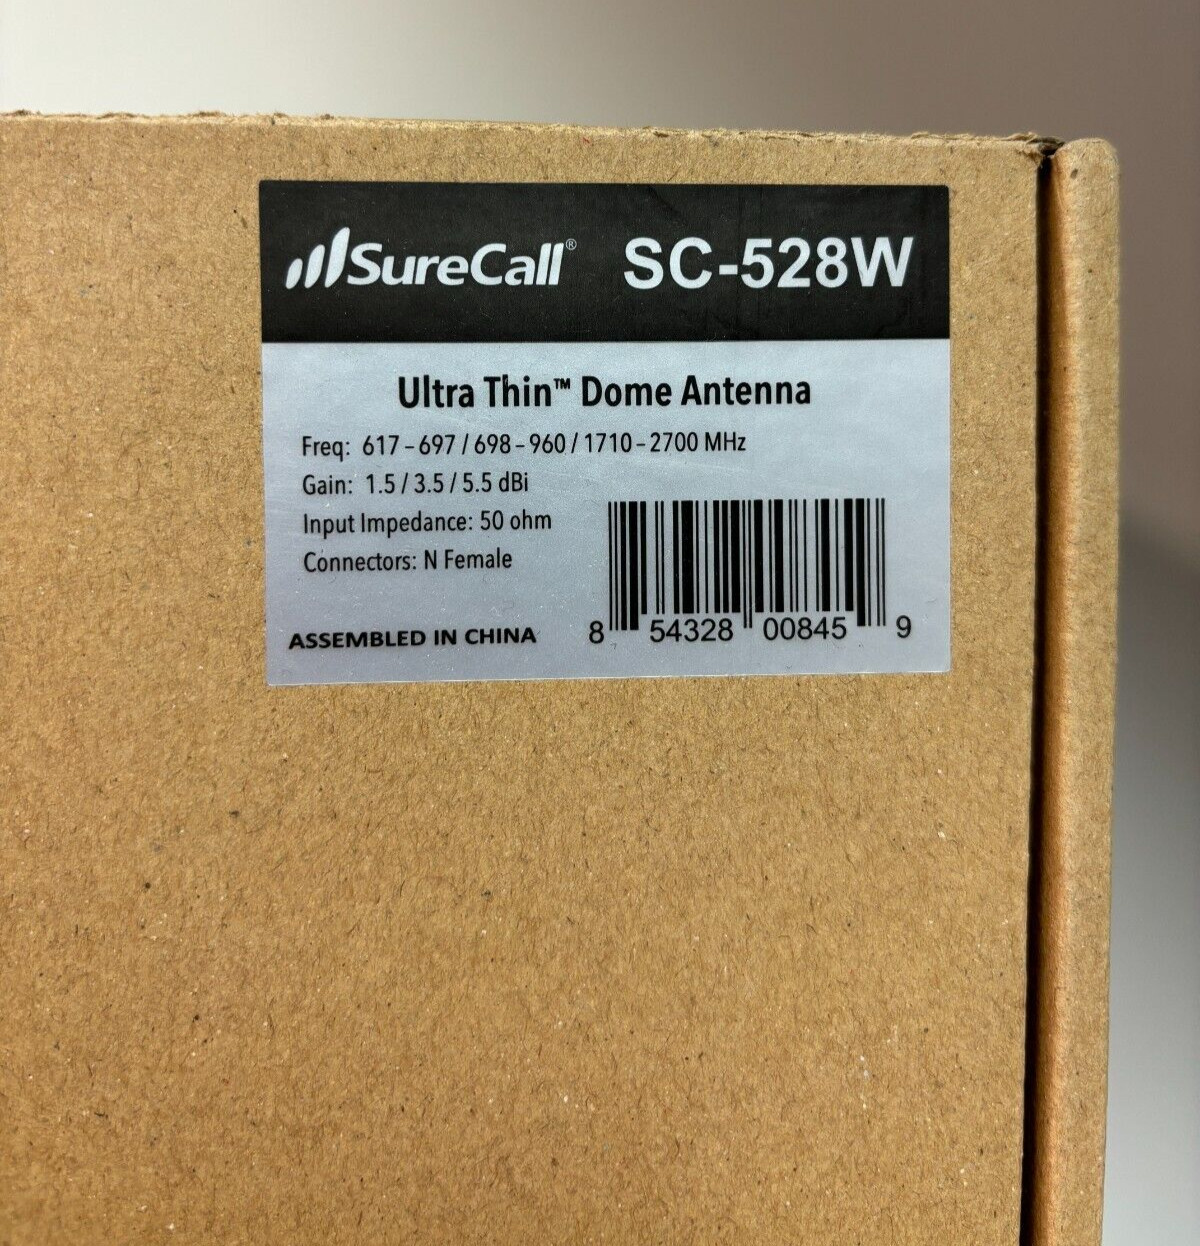 SureCall® SC-528W
Ultra Thin™ Dome Antenna
Freq: 617 – 697 / 698 – 960 / 1710 – 2700 MHz
Gain: 1.5 / 3.5 / 5.5 dBi
Input Impedance: 50 ohm
Connectors: N Female
ASSEMBLED IN CHINA
8 54328 00845 9